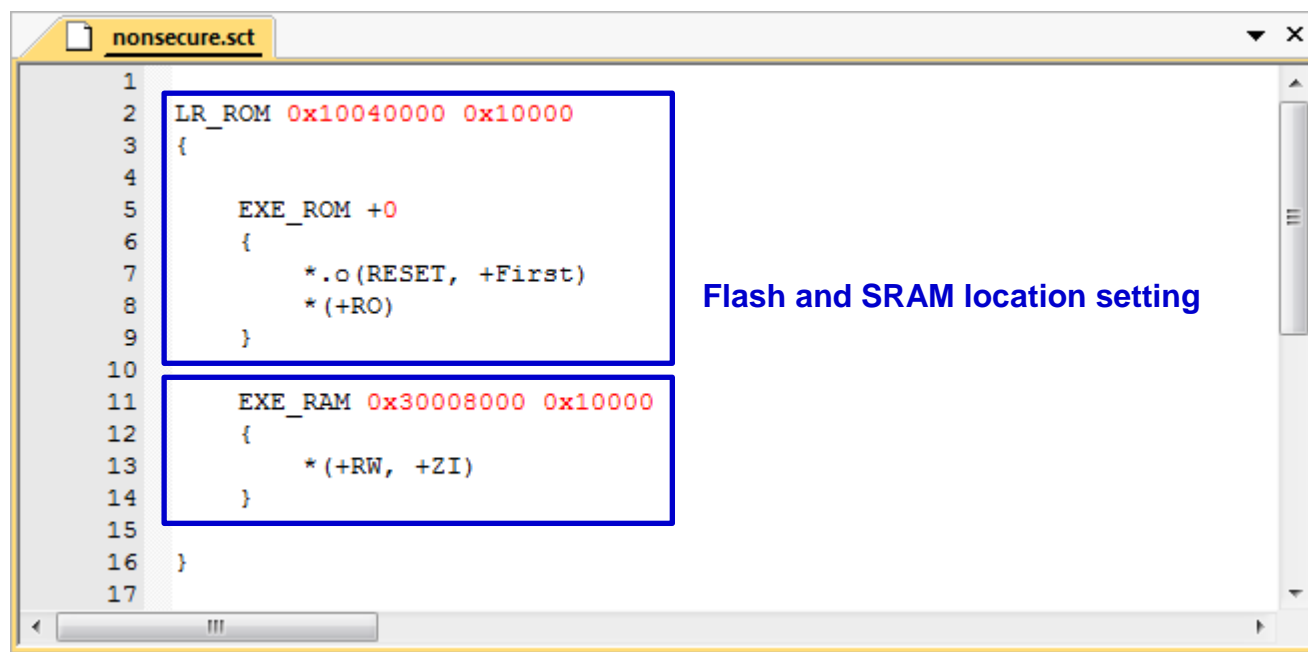 nonsecure.sct
1
2 LR_ROM 0x10040000 0x10000
3 {
4
5 EXE_ROM +0
6 {
7 *.o(RESET, +First)
8 *(+RO)
9 }
10
11 EXE_RAM 0x30008000 0x10000
12 {
13 *(+RW, +ZI)
14 }
15
16 }
17
Flash and SRAM location setting